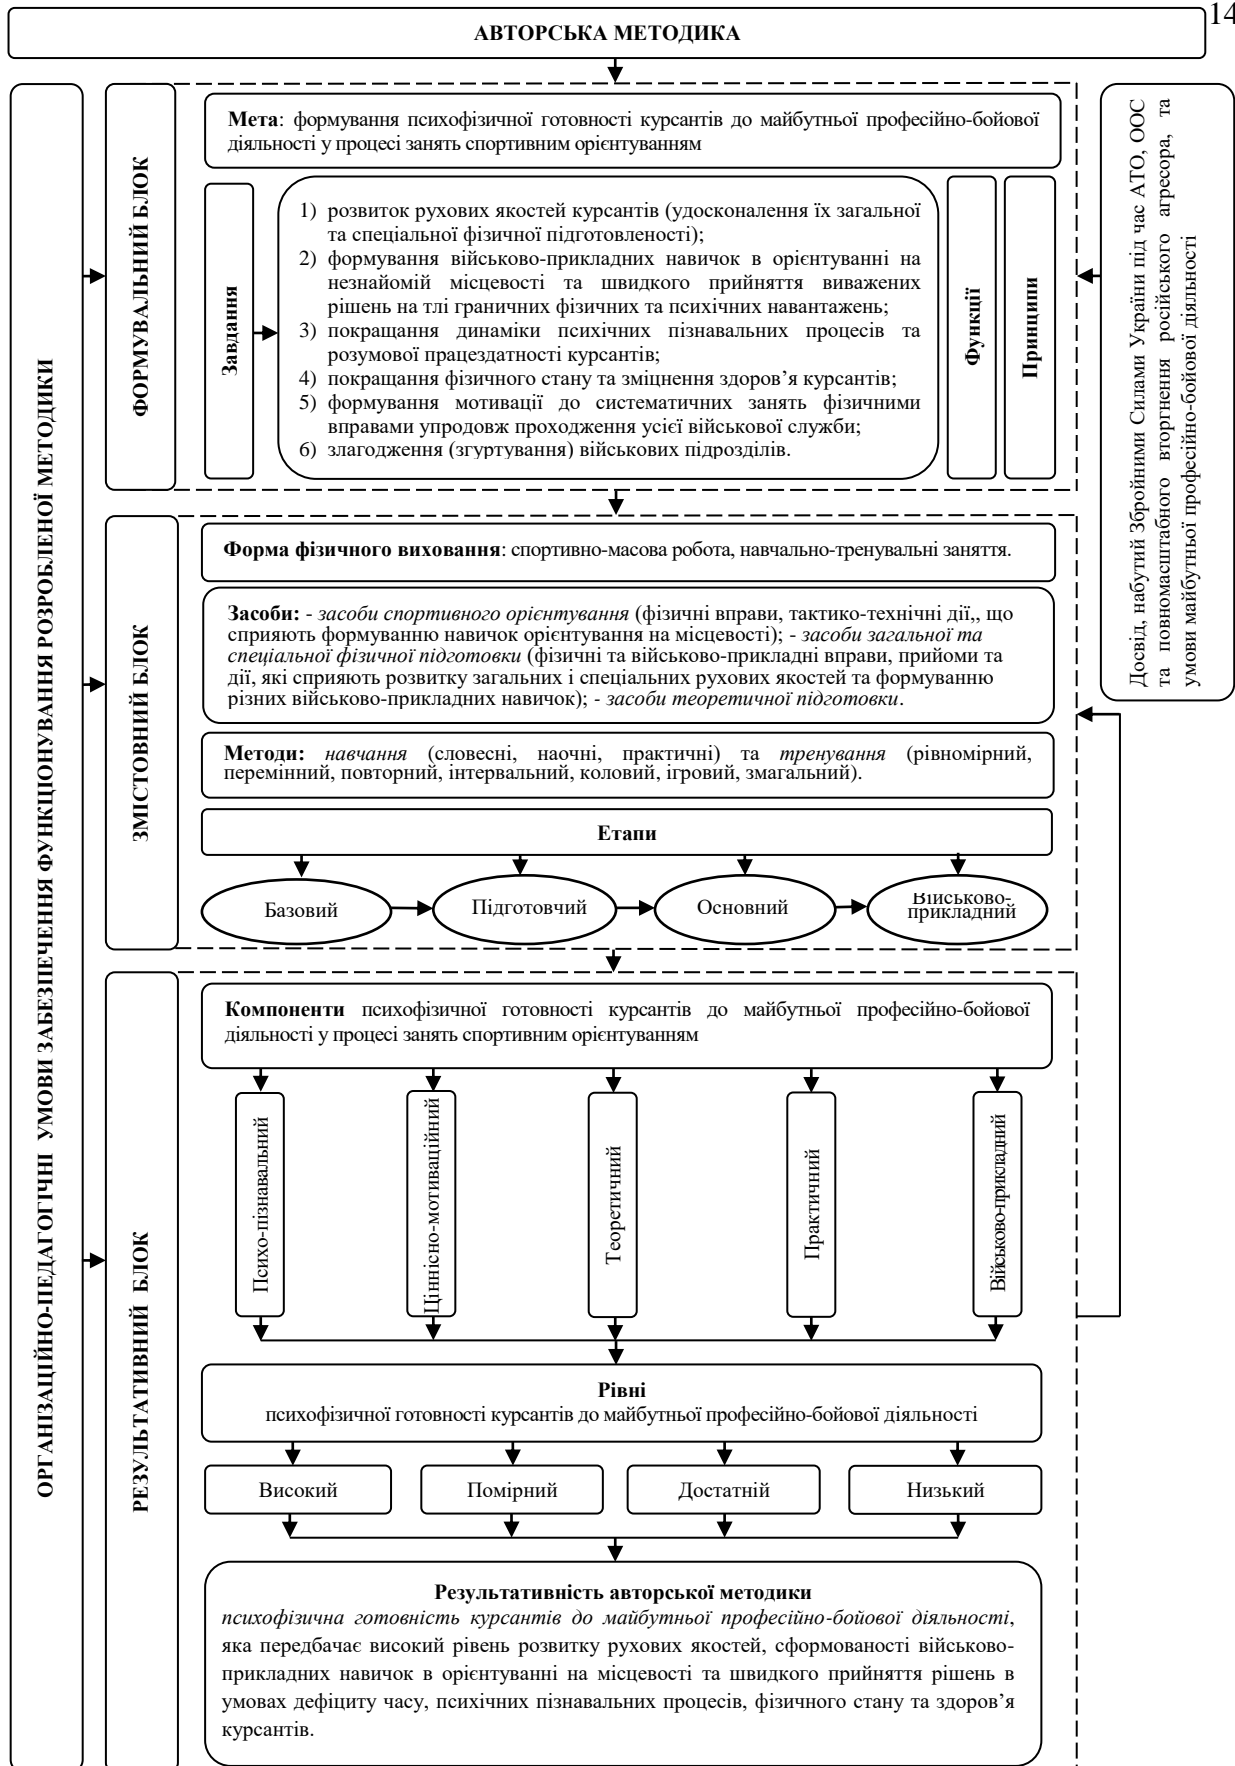 14
АВТОРСЬКА МЕТОДИКА
ОРГАНІЗАЦІЙНО-ПЕДАГОГІЧНІ УМОВИ ЗАБЕЗПЕЧЕННЯ ФУНКЦІОНУВАННЯ РОЗРОБЛЕНОЇ МЕТОДИКИ
ФОРМУВАЛЬНИЙ БЛОК
Мета: формування психофізичної готовності курсантів до майбутньої професійно-бойової
діяльності у процесі занять спортивним орієнтуванням
Завдання
1) розвиток рухових якостей курсантів (удосконалення їх загальної
та спеціальної фізичної підготовленості);
2) формування військово-прикладних навичок в орієнтуванні на
незнайомій місцевості та швидкого прийняття виважених
рішень на тлі граничних фізичних та психічних навантажень;
3) покращання динаміки психічних пізнавальних процесів та
розумової працездатності курсантів;
4) покращання фізичного стану та зміцнення здоров’я курсантів;
5) формування мотивації до систематичних занять фізичними
вправами упродовж проходження усієї військової служби;
6) злагодження (згуртування) військових підрозділів.
Функції
Принципи
Досвід, набутий Збройними Силами України під час АТО, ООС
та повномасштабного вторгнення російського агресора, та
умови майбутньої професійно-бойової діяльності
ЗМІСТОВНИЙ БЛОК
Форма фізичного виховання: спортивно-масова робота, навчально-тренувальні заняття.
Засоби: - засоби спортивного орієнтування (фізичні вправи, тактико-технічні дії,, що
сприяють формуванню навичок орієнтування на місцевості); - засоби загальної та
спеціальної фізичної підготовки (фізичні та військово-прикладні вправи, прийоми та
дії, які сприяють розвитку загальних і спеціальних рухових якостей та формуванню
різних військово-прикладних навичок); - засоби теоретичної підготовки.
Методи: навчання (словесні, наочні, практичні) та тренування (рівномірний,
перемінний, повторний, інтервальний, коловий, ігровий, змагальний).
Етапи
Базовий
Підготовчий
Основний
Військово-
прикладний
РЕЗУЛЬТАТИВНИЙ БЛОК
Компоненти психофізичної готовності курсантів до майбутньої професійно-бойової
діяльності у процесі занять спортивним орієнтуванням
Психо-пізнавальний
Ціннісно-мотиваційний
Теоретичний
Практичний
Військово-прикладний
Рівні
психофізичної готовності курсантів до майбутньої професійно-бойової діяльності
Високий
Помірний
Достатній
Низький
Результативність авторської методики
психофізична готовність курсантів до майбутньої професійно-бойової діяльності,
яка передбачає високий рівень розвитку рухових якостей, сформованості військово-
прикладних навичок в орієнтуванні на місцевості та швидкого прийняття рішень в
умовах дефіциту часу, психічних пізнавальних процесів, фізичного стану та здоров’я
курсантів.